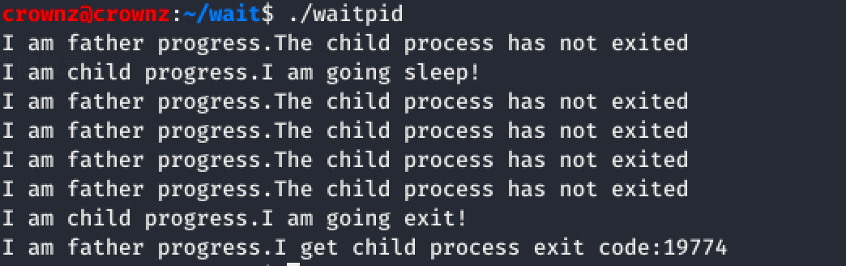 crownz@crownz:~/wait$ ./waitpid
I am father progress.The child process has not exited
I am child progress.I am going sleep!
I am father progress.The child process has not exited
I am father progress.The child process has not exited
I am father progress.The child process has not exited
I am father progress.The child process has not exited
I am child progress.I am going exit!
I am father progress.I get child process exit code:19774